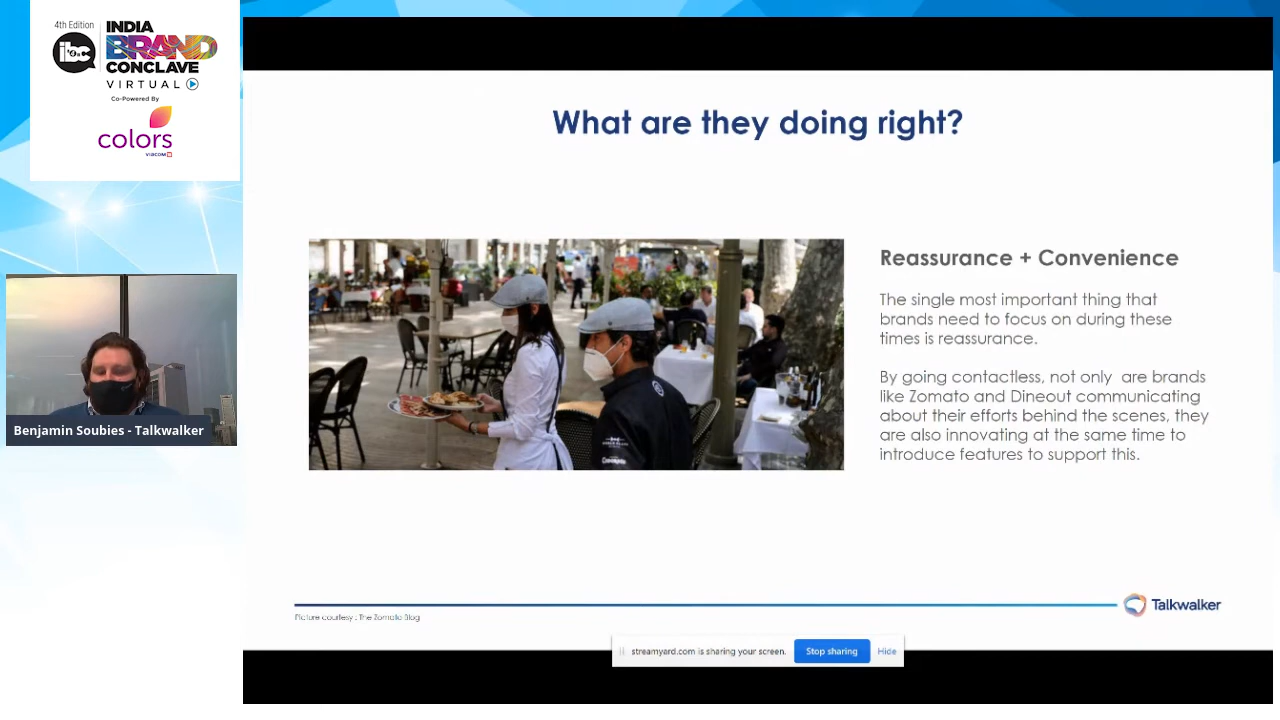 4th Edition
ibc
INDIA
BRAND
CONCLAVE
VIRTUAL
Co-Powered By
colors
VIACOM18
Benjamin Soubies - Talkwalker
What are they doing right?
Reassurance + Convenience
The single most important thing that
brands need to focus on during these
times is reassurance.
By going contactless, not only are brands
like Zomato and Dineout communicating
about their efforts behind the scenes, they
are also innovating at the same time to
introduce features to support this.
Picture courtesy : The Zomato Blog
Talkwalker
streamyard.com is sharing your screen.
Stop sharing
Hide